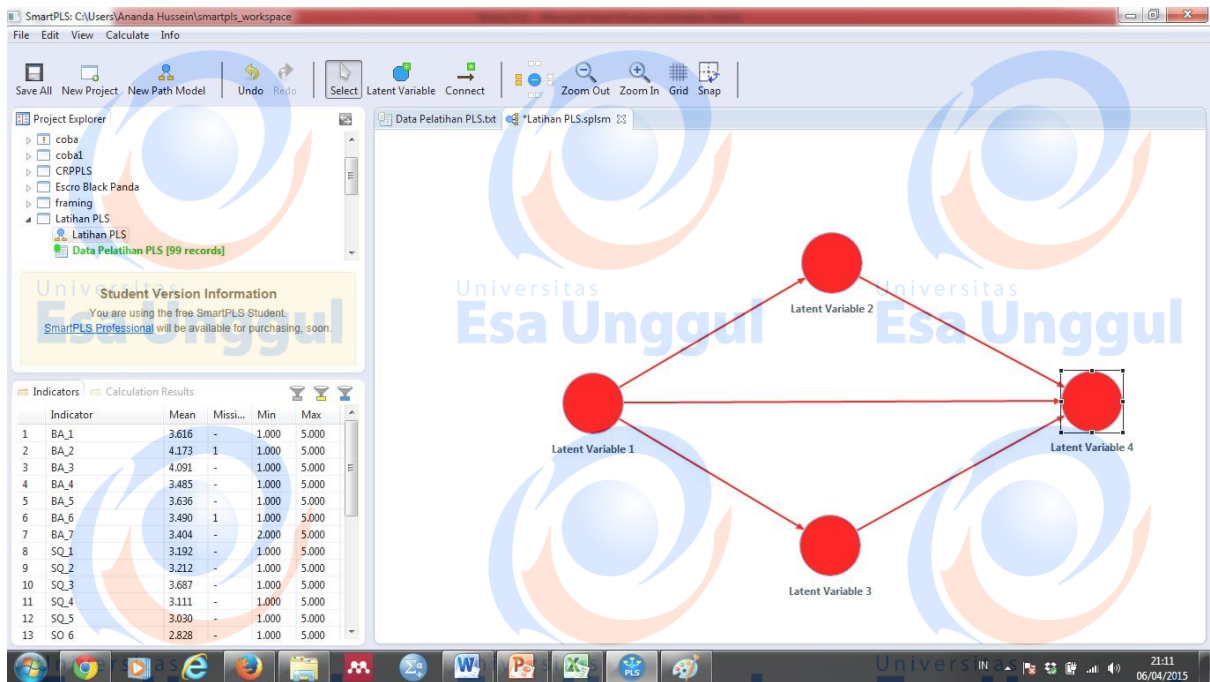 SmartPLS: C:\Users\Ananda Hussein\smartpls_workspace
File Edit View Calculate Info
Save All New Project New Path Model Undo Redo Select Latent Variable Connect Zoom Out Zoom In Grid Snap
Project Explorer
coba
coba1
CRPPLS
Escro Black Panda
framing
Latihan PLS
Latihan PLS
Data Pelatihan PLS [99 records]
Student Version Information
You are using the free SmartPLS Student.
SmartPLS Professional will be available for purchasing, soon.
Indicators Calculation Results
Indicator Mean Missi... Min Max
1 BA_1 3.616 - 1.000 5.000
2 BA_2 4.173 1 1.000 5.000
3 BA_3 4.091 - 1.000 5.000
4 BA_4 3.485 - 1.000 5.000
5 BA_5 3.636 - 1.000 5.000
6 BA_6 3.490 1 1.000 5.000
7 BA_7 3.404 - 2.000 5.000
8 SQ_1 3.192 - 1.000 5.000
9 SQ_2 3.212 - 1.000 5.000
10 SQ_3 3.687 - 1.000 5.000
11 SQ_4 3.111 - 1.000 5.000
12 SQ_5 3.030 - 1.000 5.000
13 SQ_6 2.828 - 1.000 5.000
Data Pelatihan PLS.txt *Latihan PLS.splsm
Latent Variable 2
Latent Variable 1
Latent Variable 4
Latent Variable 3
Universitas
Esa Unggul
Universitas
Esa Unggul
Universitas
Esa Unggul
PLS
IN
21:11
06/04/2015